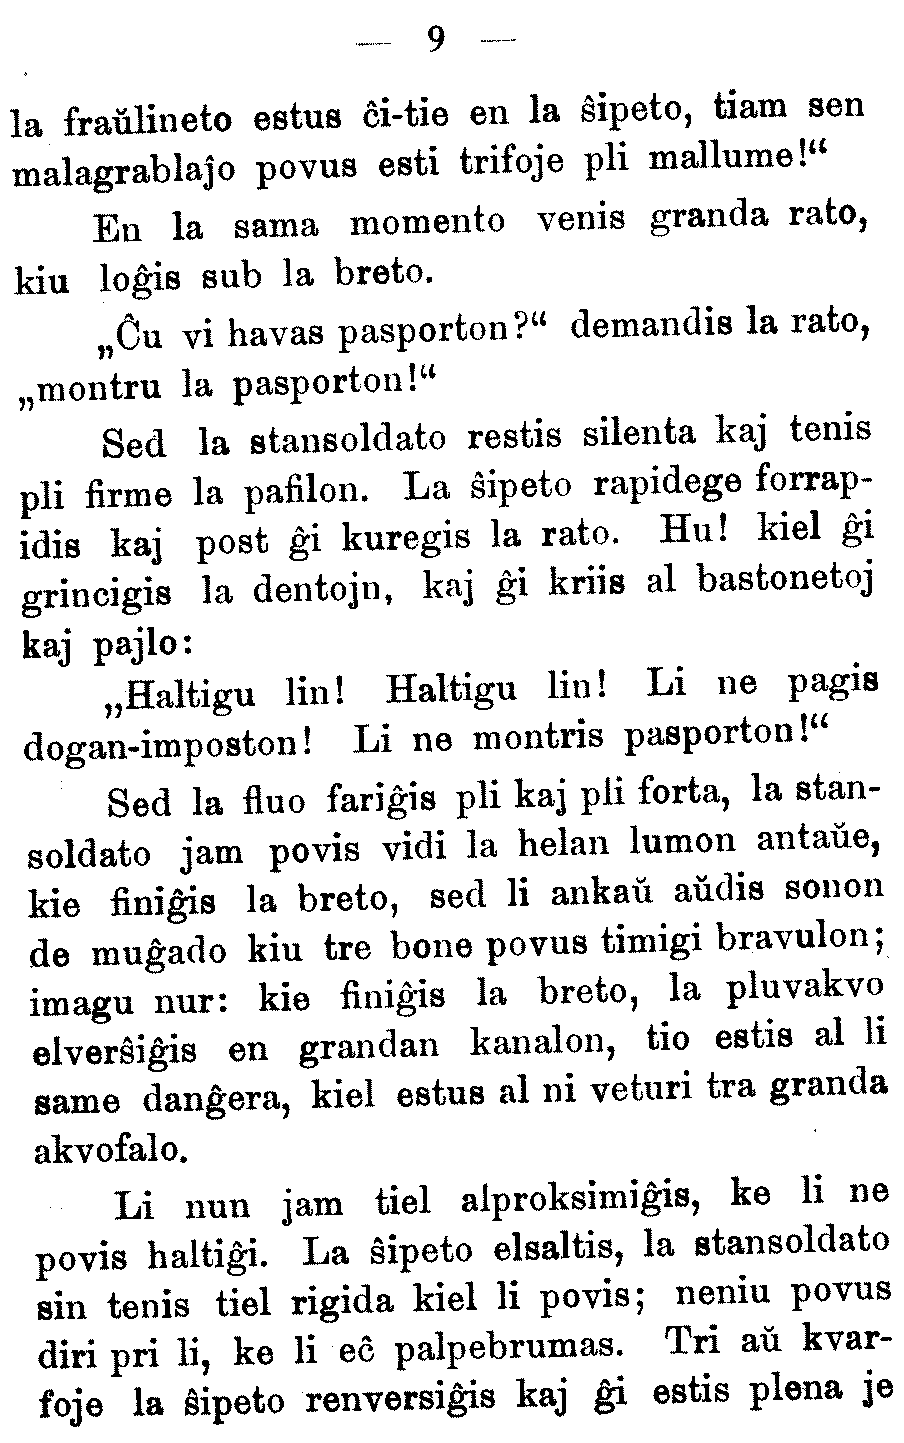 — 9 —
la fraŭlineto estus ĉi-tie en la ŝipeto, tiam sen
malagrablaĵo povus esti trifoje pli mallume!“
En la sama momento venis granda rato,
kiu loĝis sub la breto.
„Ĉu vi havas pasporton?“ demandis la rato,
„montru la pasporton!“
Sed la stansoldato restis silenta kaj tenis
pli firme la pafilon. La ŝipeto rapidege forrap-
idis kaj post ĝi kuregis la rato. Hu! kiel ĝi
grincigis la dentojn, kaj ĝi kriis al bastonetoj
kaj pajlo:
„Haltigu lin! Haltigu lin! Li ne pagis
dogan-imposton! Li ne montris pasporton!“
Sed la fluo fariĝis pli kaj pli forta, la stan-
soldato jam povis vidi la helan lumon antaŭe,
kie finiĝis la breto, sed li ankaŭ aŭdis sonon
de muĝado kiu tre bone povus timigi bravulon;
imagu nur: kie finiĝis la breto, la pluvakvo
elverŝiĝis en grandan kanalon, tio estis al li
same danĝera, kiel estus al ni veturi tra granda
akvofalo.
Li nun jam tiel alproksimiĝis, ke li ne
povis haltiĝi. La ŝipeto elsaltis, la stansoldato
sin tenis tiel rigida kiel li povis; neniu povus
diri pri li, ke li eĉ palpebrumas. Tri aŭ kvar-
foje la ŝipeto renversiĝis kaj ĝi estis plena je